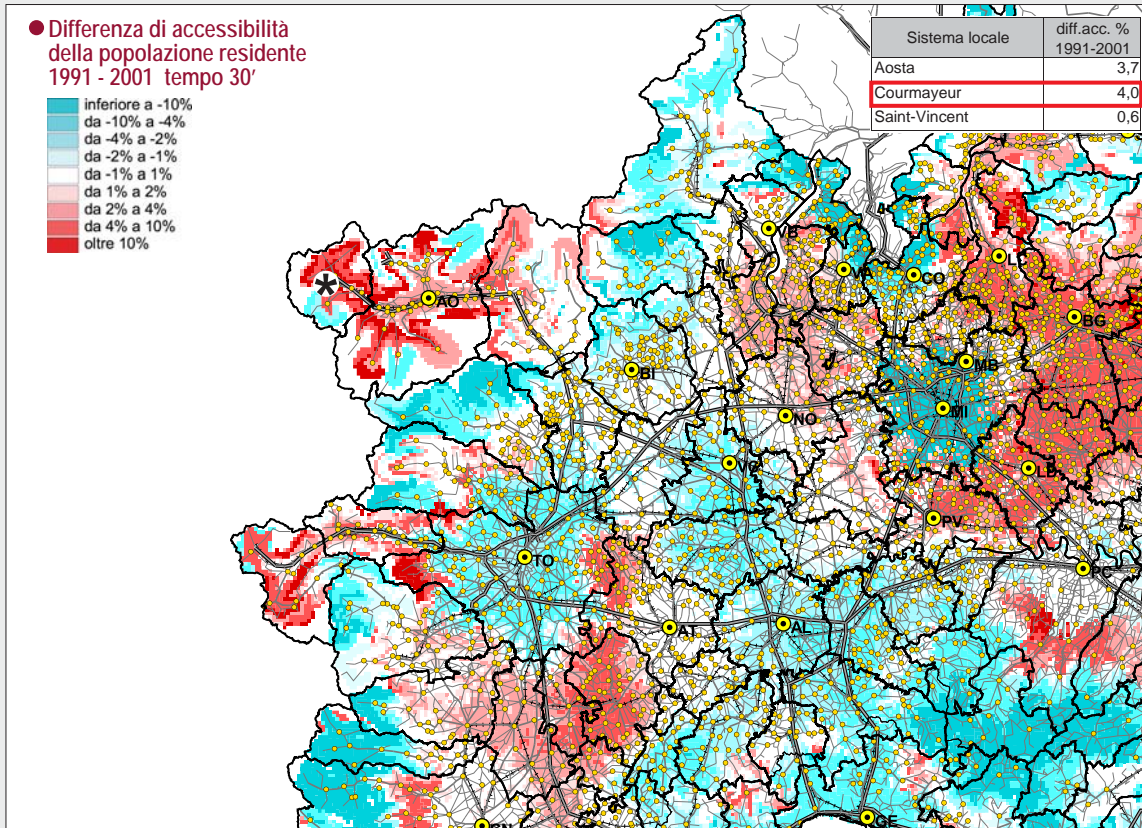 Differenza di accessibilità
della popolazione residente
1991 - 2001 tempo 30'
inferiore a -10%
da -10% a -4%
da -4% a -2%
da -2% a -1%
da -1% a 1%
da 1% a 2%
da 2% a 4%
da 4% a 10%
oltre 10%
Sistema locale diff.acc. %
1991-2001
Aosta 3,7
Courmayeur 4,0
Saint-Vincent 0,6
VB
VA
CO
LC
AO
BG
BI
MB
MI
NO
VC
LO
PV
TO
PC
AL
AT
CN
GE